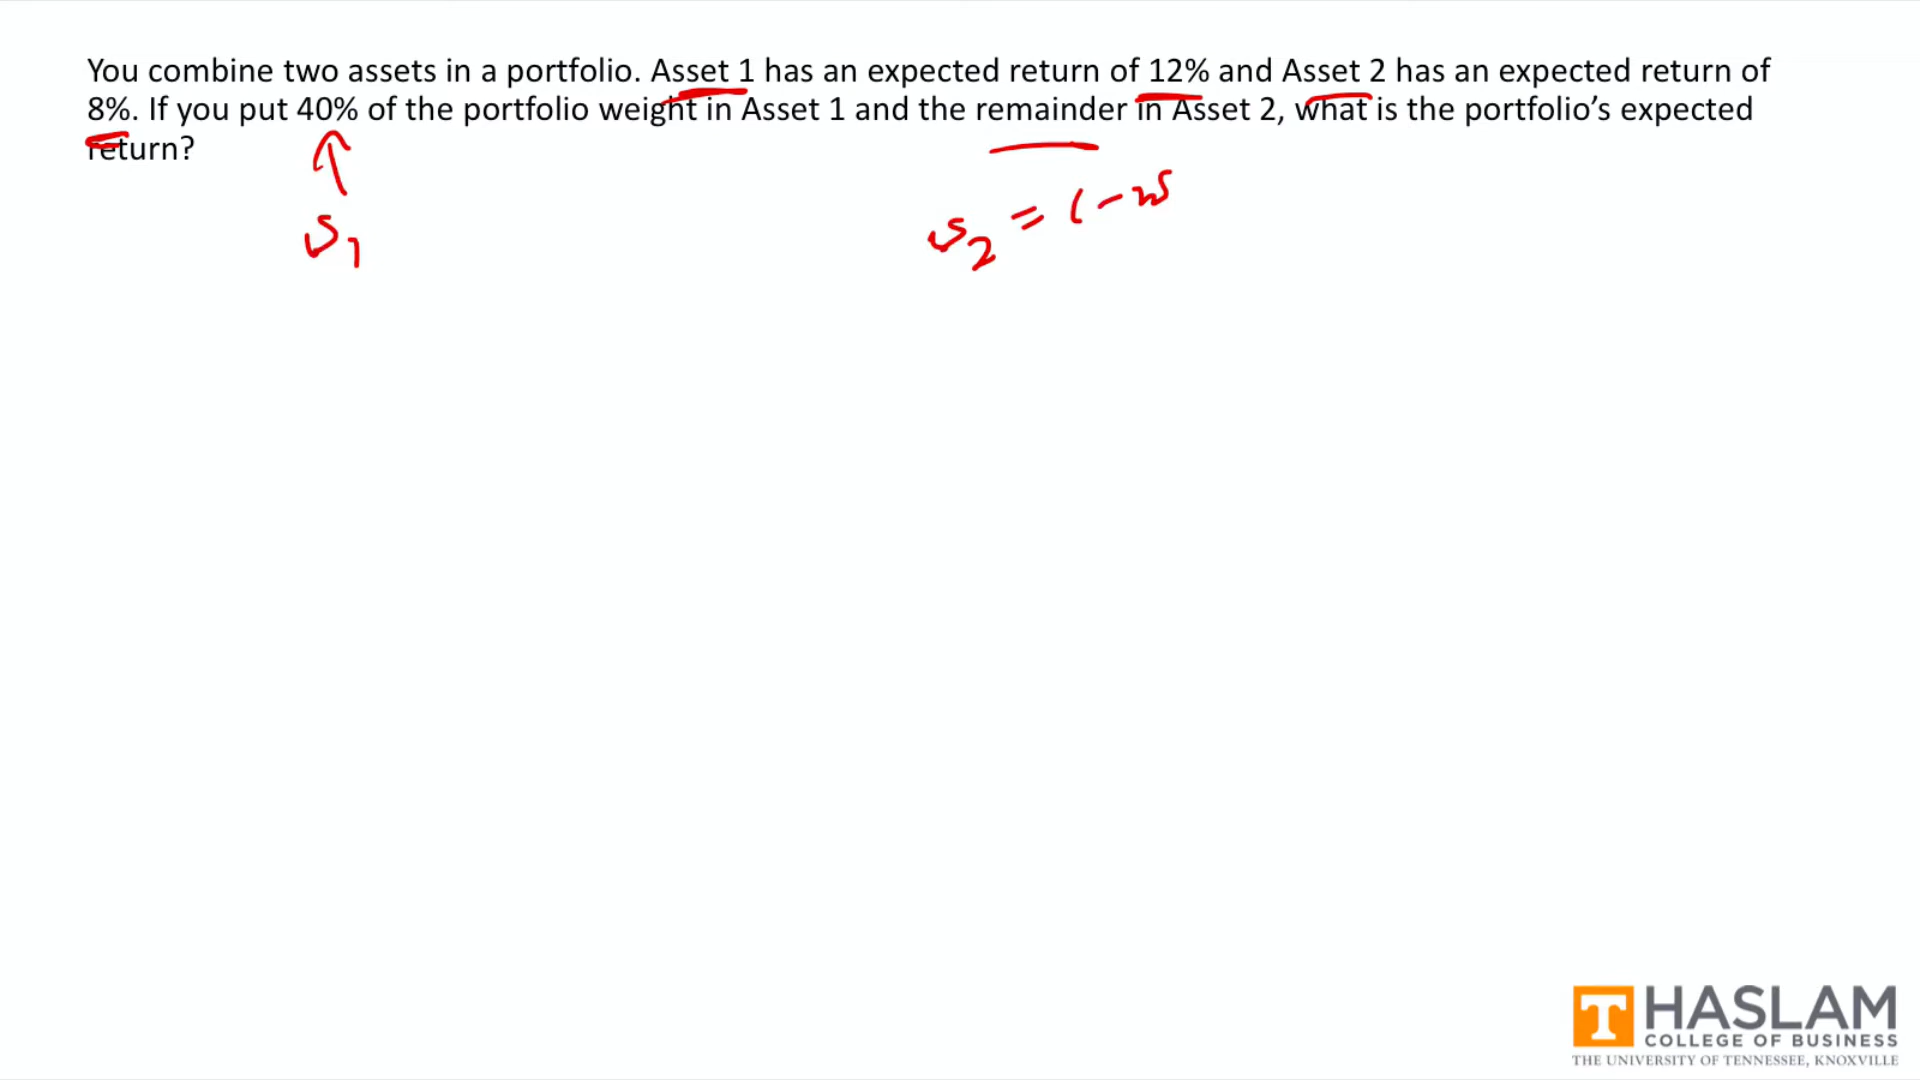 You combine two assets in a portfolio. Asset 1 has an expected return of 12% and Asset 2 has an expected return of
8%. If you put 40% of the portfolio weight in Asset 1 and the remainder in Asset 2, what is the portfolio’s expected
return?
w1
w2 = 1 - w
HASLAM
COLLEGE OF BUSINESS
THE UNIVERSITY OF TENNESSEE, KNOXVILLE